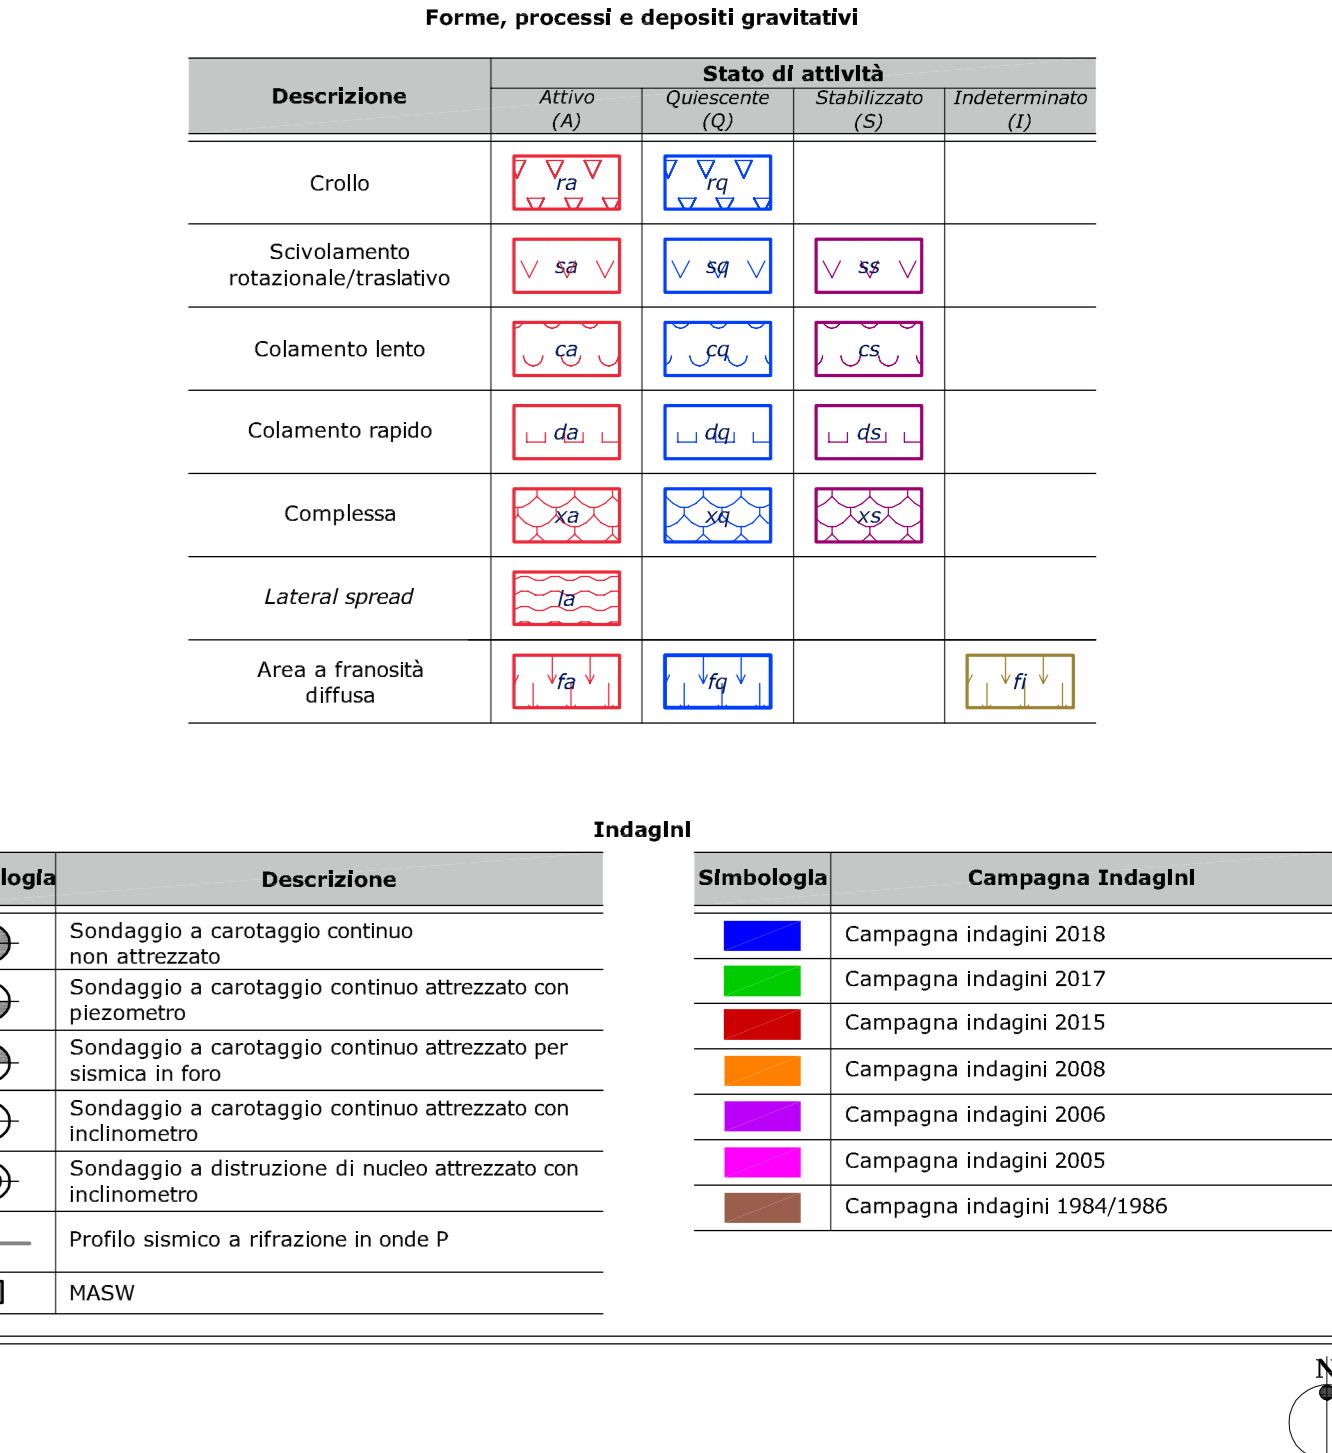 Forme, processi e depositi gravitativi
Descrizione
Stato di attività
Attivo
(A)
Quiescente
(Q)
Stabilizzato
(S)
Indeterminato
(I)
Crollo
ra
rq
Scivolamento
rotazionale/traslativo
sa
sq
ss
Colamento lento
ca
cq
cs
Colamento rapido
da
dq
ds
Complessa
xa
xq
xs
Lateral spread
la
Area a franosità
diffusa
fa
fq
fi
Indagini
logia
Descrizione
Sondaggio a carotaggio continuo
non attrezzato
Sondaggio a carotaggio continuo attrezzato con
piezometro
Sondaggio a carotaggio continuo attrezzato per
sismica in foro
Sondaggio a carotaggio continuo attrezzato con
inclinometro
Sondaggio a distruzione di nucleo attrezzato con
inclinometro
Profilo sismico a rifrazione in onde P
MASW
Simbologia
Campagna Indagini
Campagna indagini 2018
Campagna indagini 2017
Campagna indagini 2015
Campagna indagini 2008
Campagna indagini 2006
Campagna indagini 2005
Campagna indagini 1984/1986
N